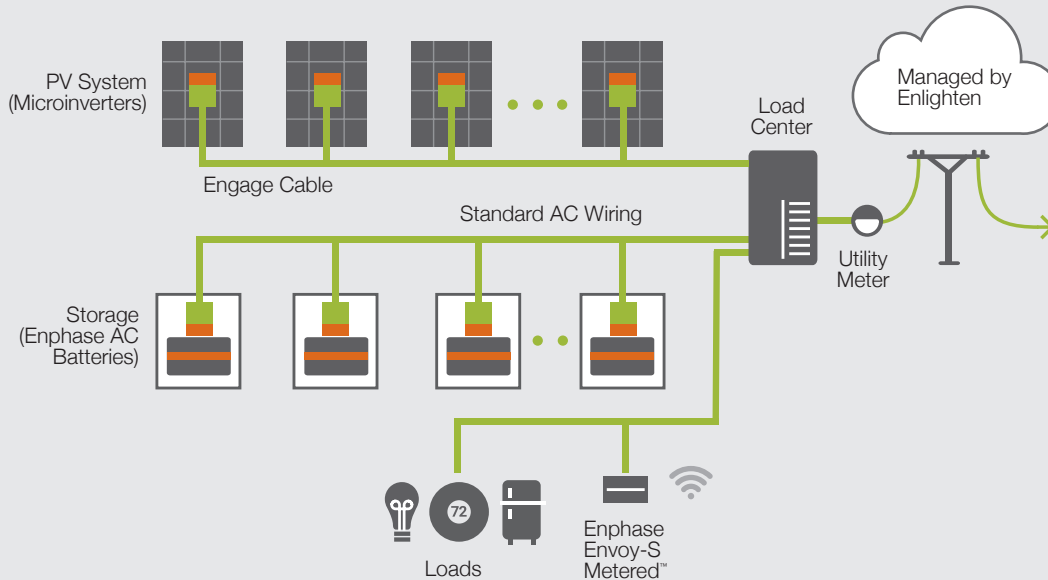 PV System
(Microinverters)
Engage Cable
Load
Center
Managed by
Enlighten
Standard AC Wiring
Utility
Meter
Storage
(Enphase AC
Batteries)
72
Loads
Enphase
Envoy-S
Metered™